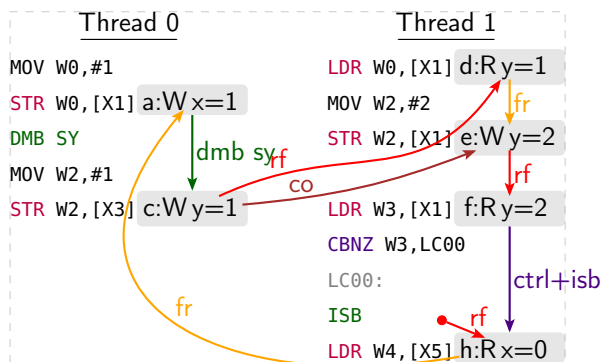 Thread 0
MOV W0,#1
STR W0,[X1] a:W x=1
DMB SY
dmb sy
MOV W2,#1
STR W2,[X3] c:W y=1
Thread 1
LDR W0,[X1] d:R y=1
MOV W2,#2
fr
STR W2,[X1] e:W y=2
rf
co
rf
LDR W3,[X1] f:R y=2
CBNZ W3,LC00
LC00:
ctrl+isb
ISB
rf
fr
LDR W4,[X5] h:R x=0